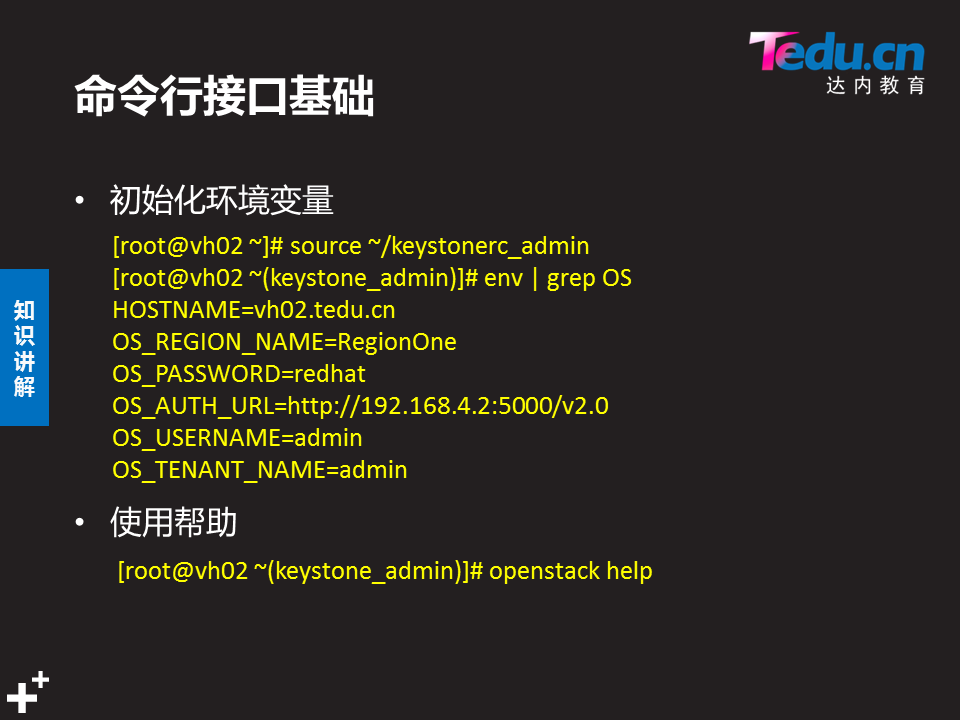 Tedu.cn
达内教育
命令行接口基础
• 初始化环境变量
[root@vh02 ~]# source ~/keystonerc_admin
[root@vh02 ~(keystone_admin)]# env | grep OS
HOSTNAME=vh02.tedu.cn
OS_REGION_NAME=RegionOne
OS_PASSWORD=redhat
OS_AUTH_URL=http://192.168.4.2:5000/v2.0
OS_USERNAME=admin
OS_TENANT_NAME=admin
知识讲解
• 使用帮助
[root@vh02 ~(keystone_admin)]# openstack help